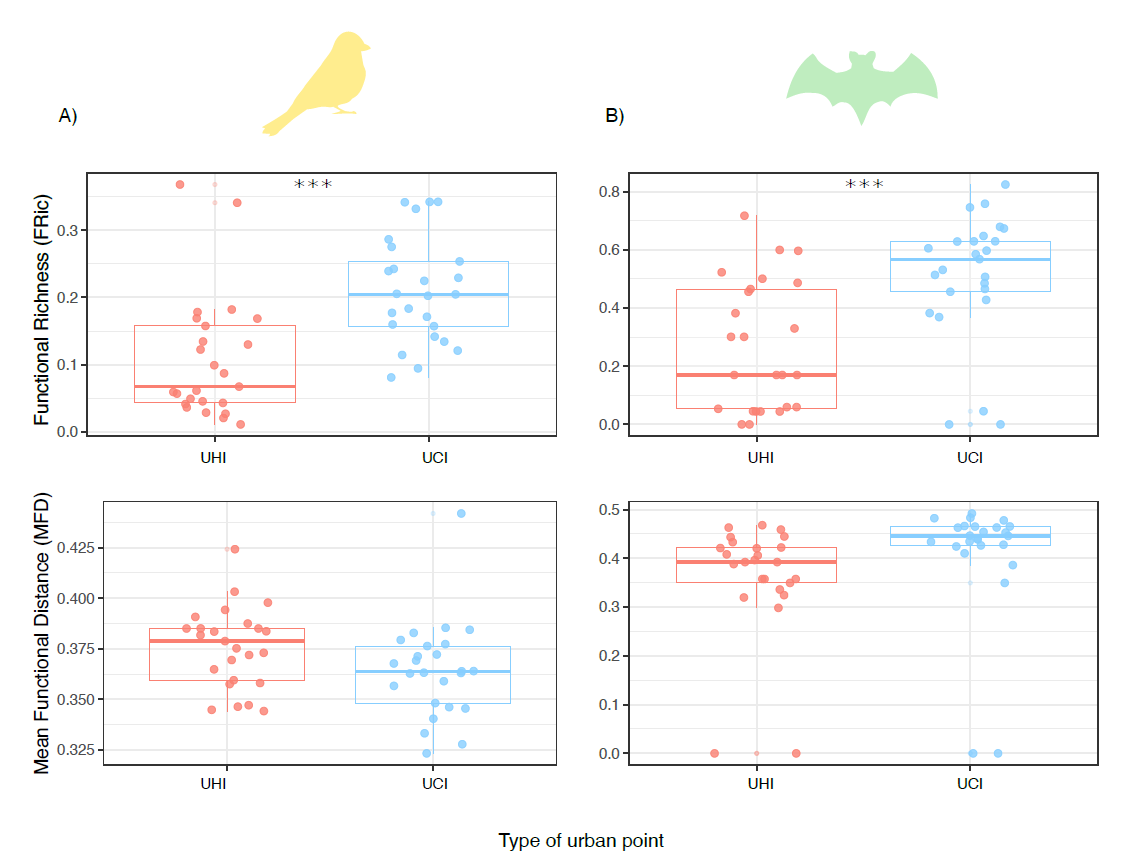 A)
B)
Functional Richness (FRic)
***
0.3
0.2
0.1
0.0
UHI
UCI
***
0.8
0.6
0.4
0.2
0.0
UHI
UCI
Mean Functional Distance (MFD)
0.425
0.400
0.375
0.350
0.325
UHI
UCI
0.5
0.4
0.3
0.2
0.1
0.0
UHI
UCI
Type of urban point